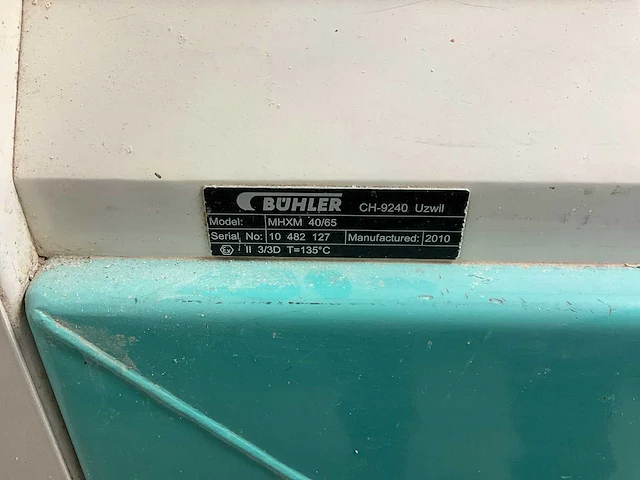 BÜHLER CH-9240 Uzwil
Model: MHXM 40/65
Serial No: 10 482 127 Manufactured: 2010
Ex II 3/3D T=135°C